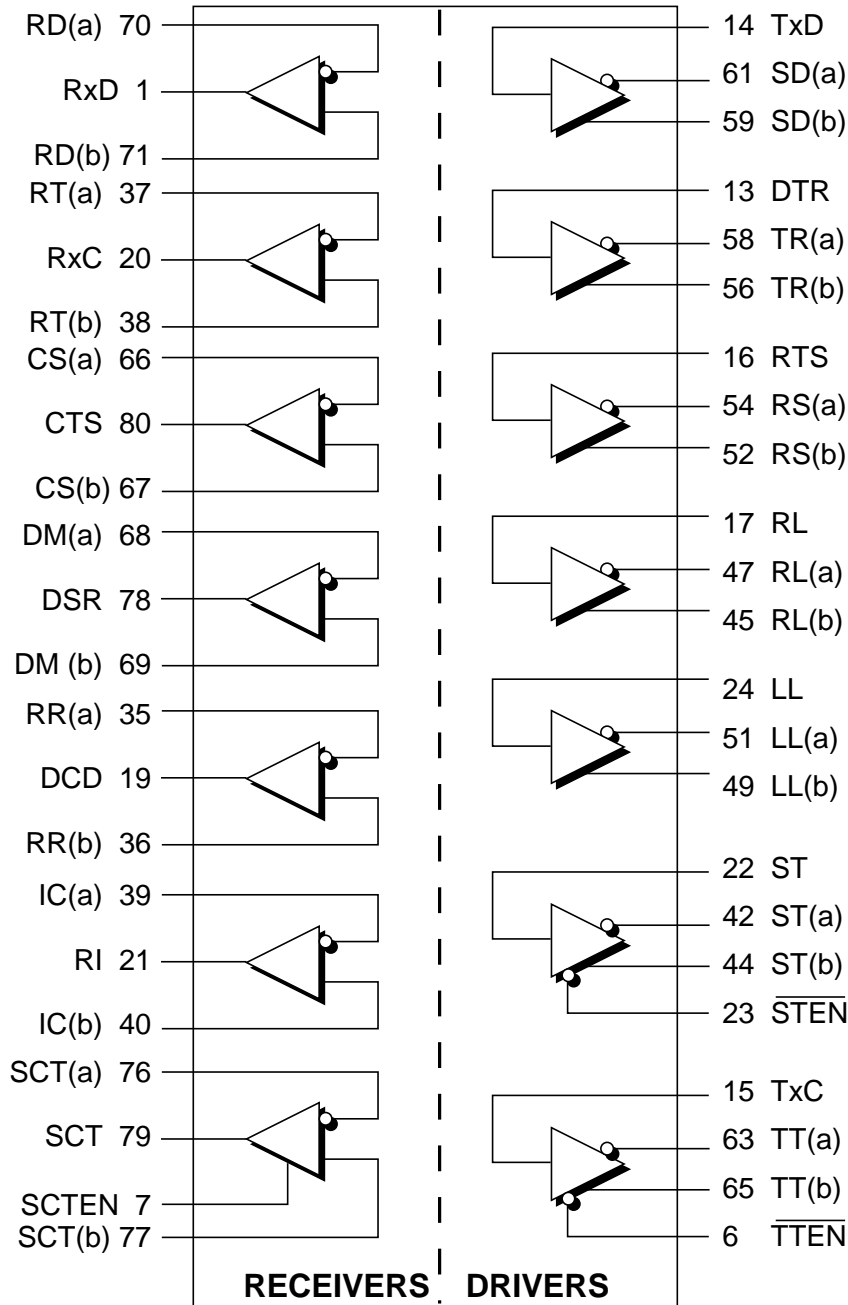 RD(a) 70
RxD 1
RD(b) 71
RT(a) 37
RxC 20
RT(b) 38
CS(a) 66
CTS 80
CS(b) 67
DM(a) 68
DSR 78
DM (b) 69
RR(a) 35
DCD 19
RR(b) 36
IC(a) 39
RI 21
IC(b) 40
SCT(a) 76
SCT 79
SCTEN 7
SCT(b) 77
14 TxD
61 SD(a)
59 SD(b)
13 DTR
58 TR(a)
56 TR(b)
16 RTS
54 RS(a)
52 RS(b)
17 RL
47 RL(a)
45 RL(b)
24 LL
51 LL(a)
49 LL(b)
22 ST
42 ST(a)
44 ST(b)
23 S̅T̅E̅N̅
15 TxC
63 TT(a)
65 TT(b)
6 T̅T̅E̅N̅
RECEIVERS DRIVERS